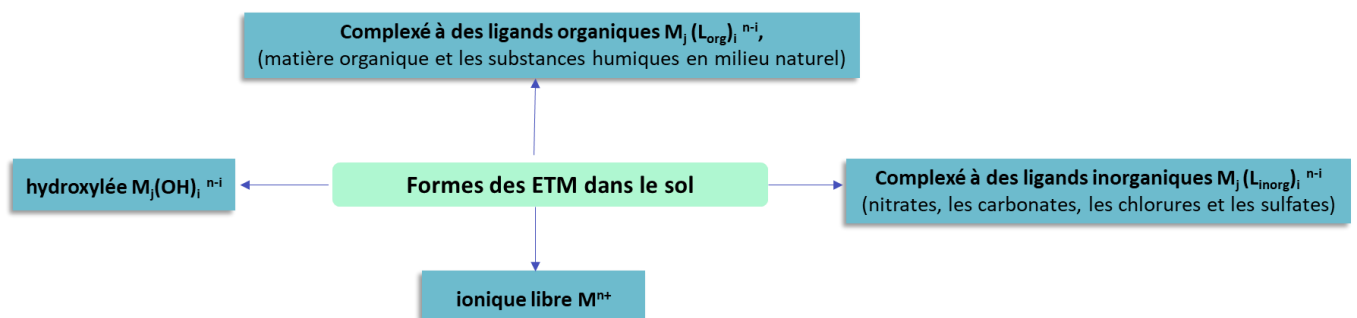 Complexé à des ligands organiques Mj (Lorg)i n-i,
(matière organique et les substances humiques en milieu naturel)
hydroxylée Mj(OH)i n-i
Formes des ETM dans le sol
Complexé à des ligands inorganiques Mj (Linorg)i n-i
(nitrates, les carbonates, les chlorures et les sulfates)
ionique libre Mn+